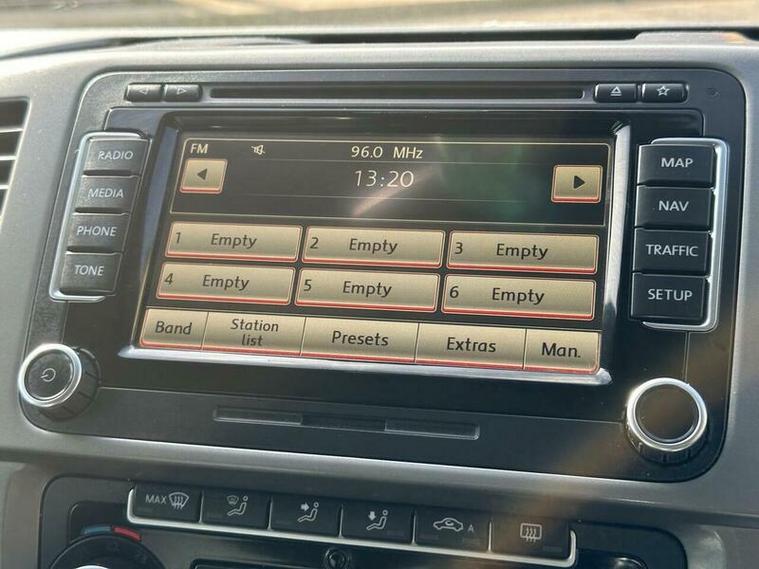 FM 96.0 MHz
13:20
1 Empty 2 Empty 3 Empty
4 Empty 5 Empty 6 Empty
Band Station list Presets Extras Man.
RADIO
MEDIA
PHONE
TONE
MAP
NAV
TRAFFIC
SETUP
MAX
A